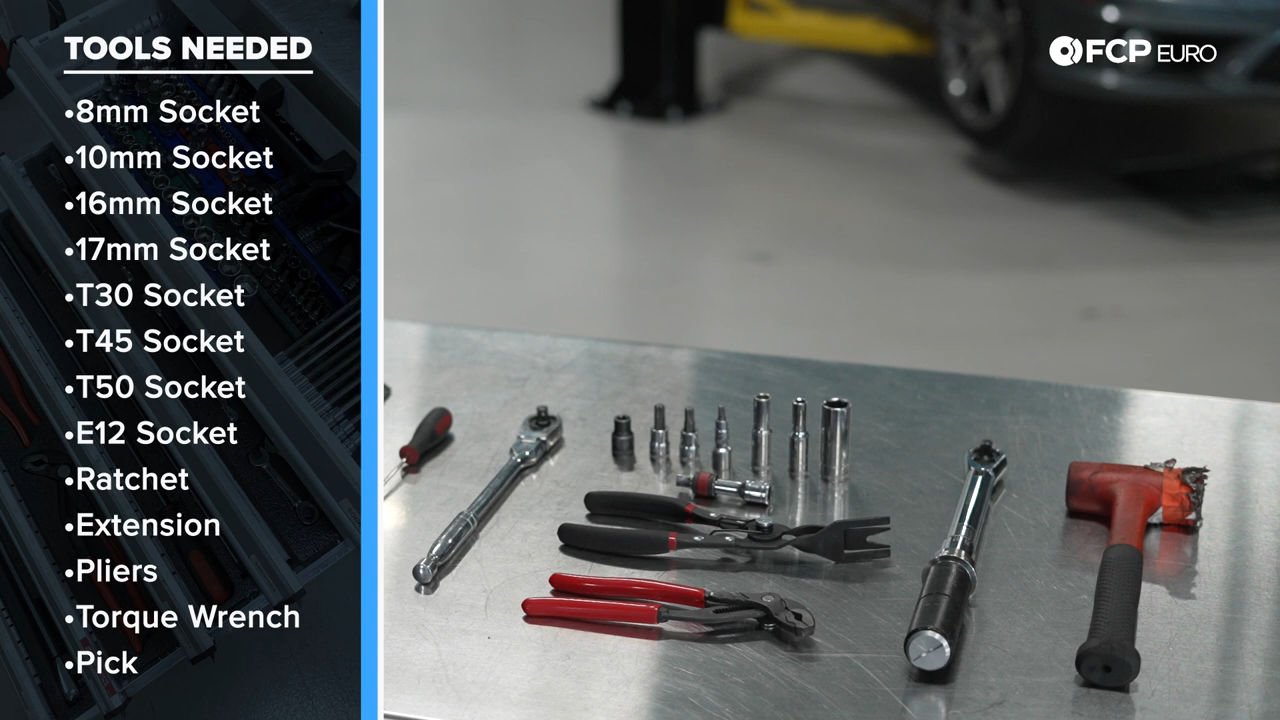 TOOLS NEEDED
•8mm Socket
•10mm Socket
•16mm Socket
•17mm Socket
•T30 Socket
•T45 Socket
•T50 Socket
•E12 Socket
•Ratchet
•Extension
•Pliers
•Torque Wrench
•Pick
FCP EURO